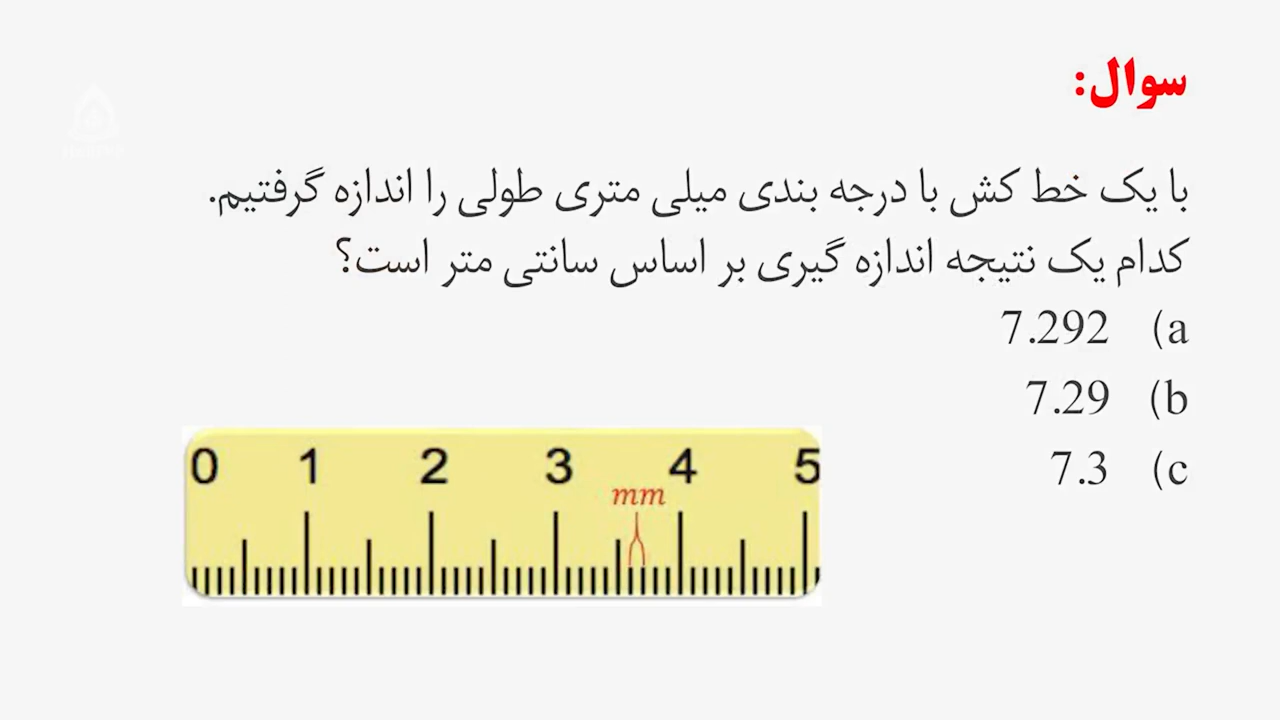 سوال:
با یک خط کش با درجه بندی میلی متری طولی را اندازه گرفتیم.
کدام یک نتیجه اندازه گیری بر اساس سانتی متر است؟
a) 7.292
b) 7.29
c) 7.3
0 1 2 3 4 5
mm